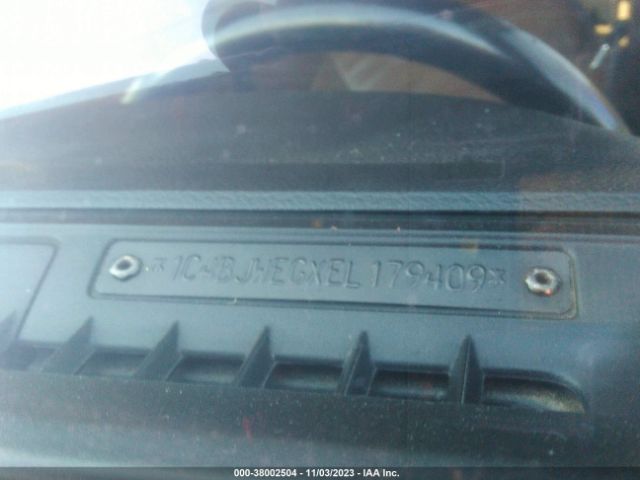 *1C4BJWEGXEL179409*
000-38002504 - 11/03/2023 - IAA Inc.